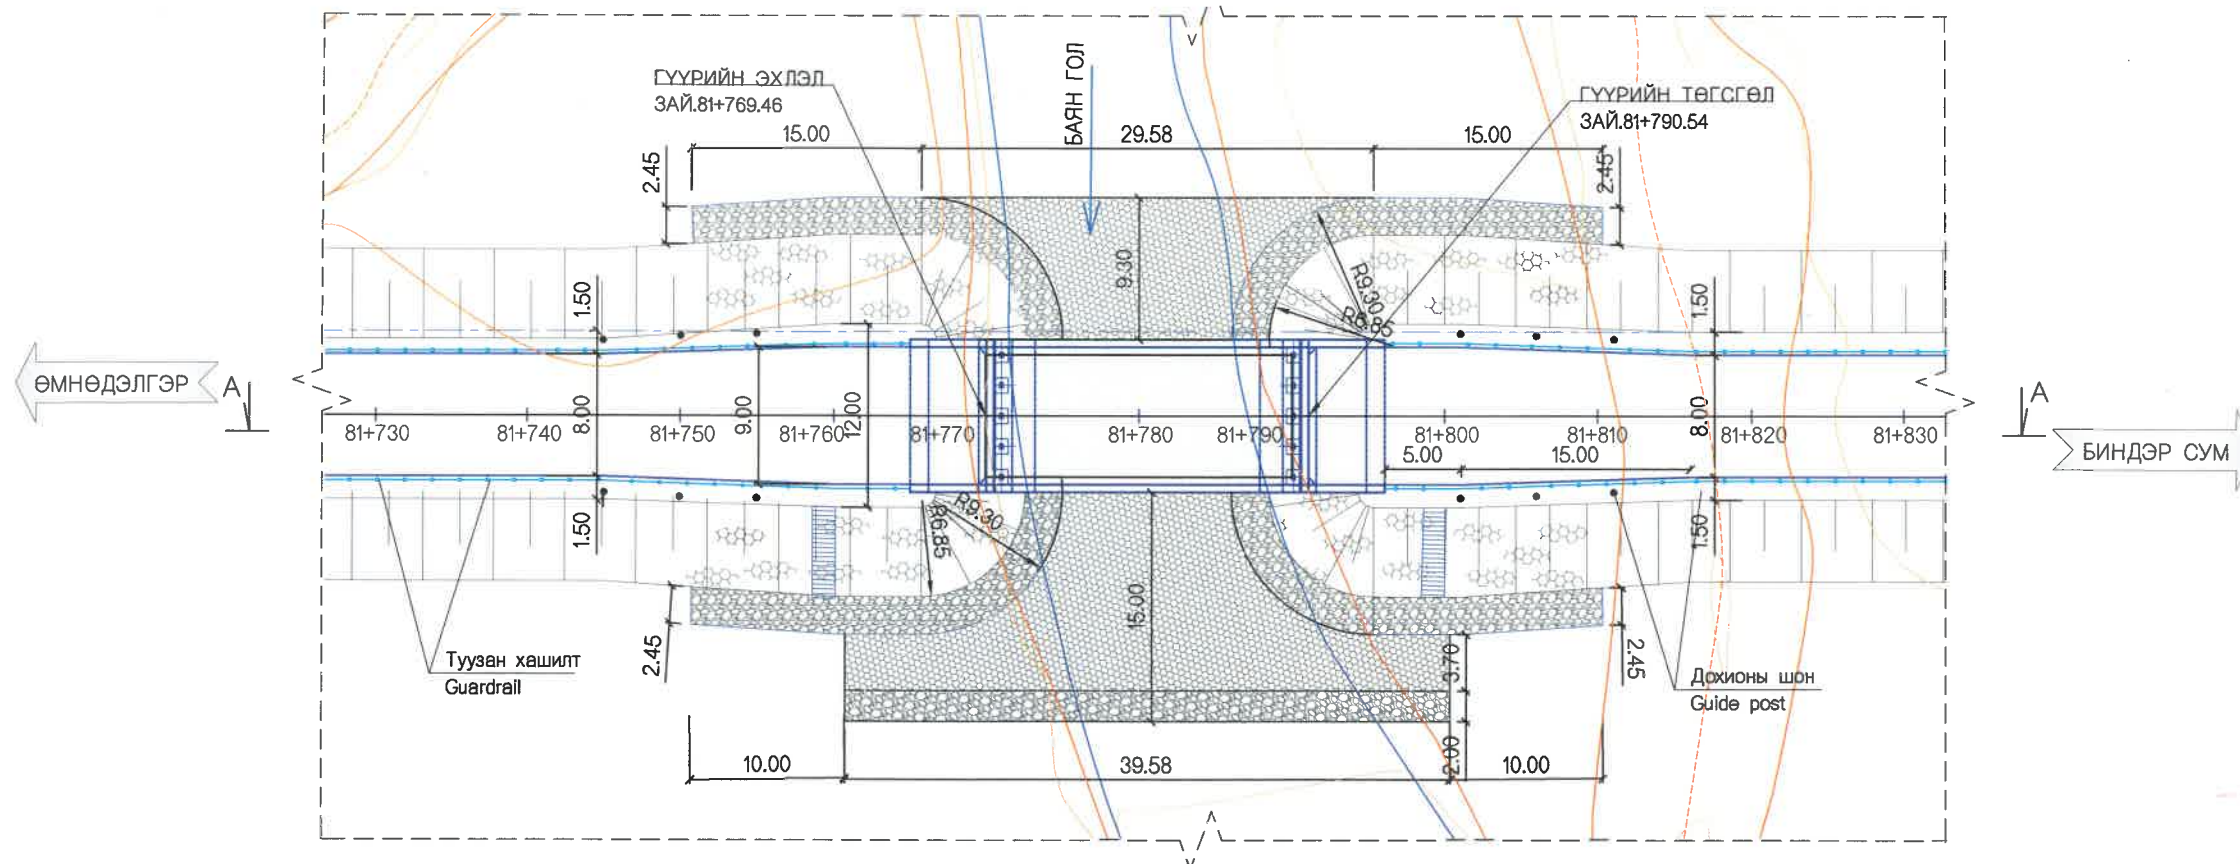 ГҮҮРИЙН ЭХЛЭЛ
ЗАЙ.81+769.46
БАЯН ГОЛ
ГҮҮРИЙН ТӨГСГӨЛ
ЗАЙ.81+790.54
15.00
29.58
15.00
2.45
2.45
9.30
R9.30
R6.85
1.50
1.50
ӨМНӨДЭЛГЭР
A
A
8.00
9.00
12.00
8.00
81+730
81+740
81+750
81+760
81+770
81+780
81+790
81+800
81+810
81+820
81+830
5.00
15.00
БИНДЭР СУМ
R9.30
R6.85
1.50
1.50
15.00
2.45
2.45
3.70
2.00
Туузан хашилт
Guardrail
Дохионы шон
Guide post
10.00
39.58
10.00